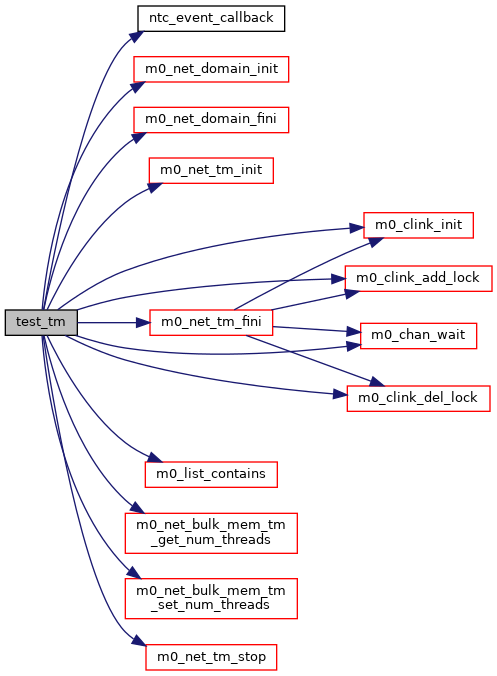 ntc_event_callback
m0_net_domain_init
m0_net_domain_fini
m0_net_tm_init
m0_clink_init
m0_clink_add_lock
test_tm
m0_net_tm_fini
m0_chan_wait
m0_clink_del_lock
m0_list_contains
m0_net_bulk_mem_tm
_get_num_threads
m0_net_bulk_mem_tm
_set_num_threads
m0_net_tm_stop